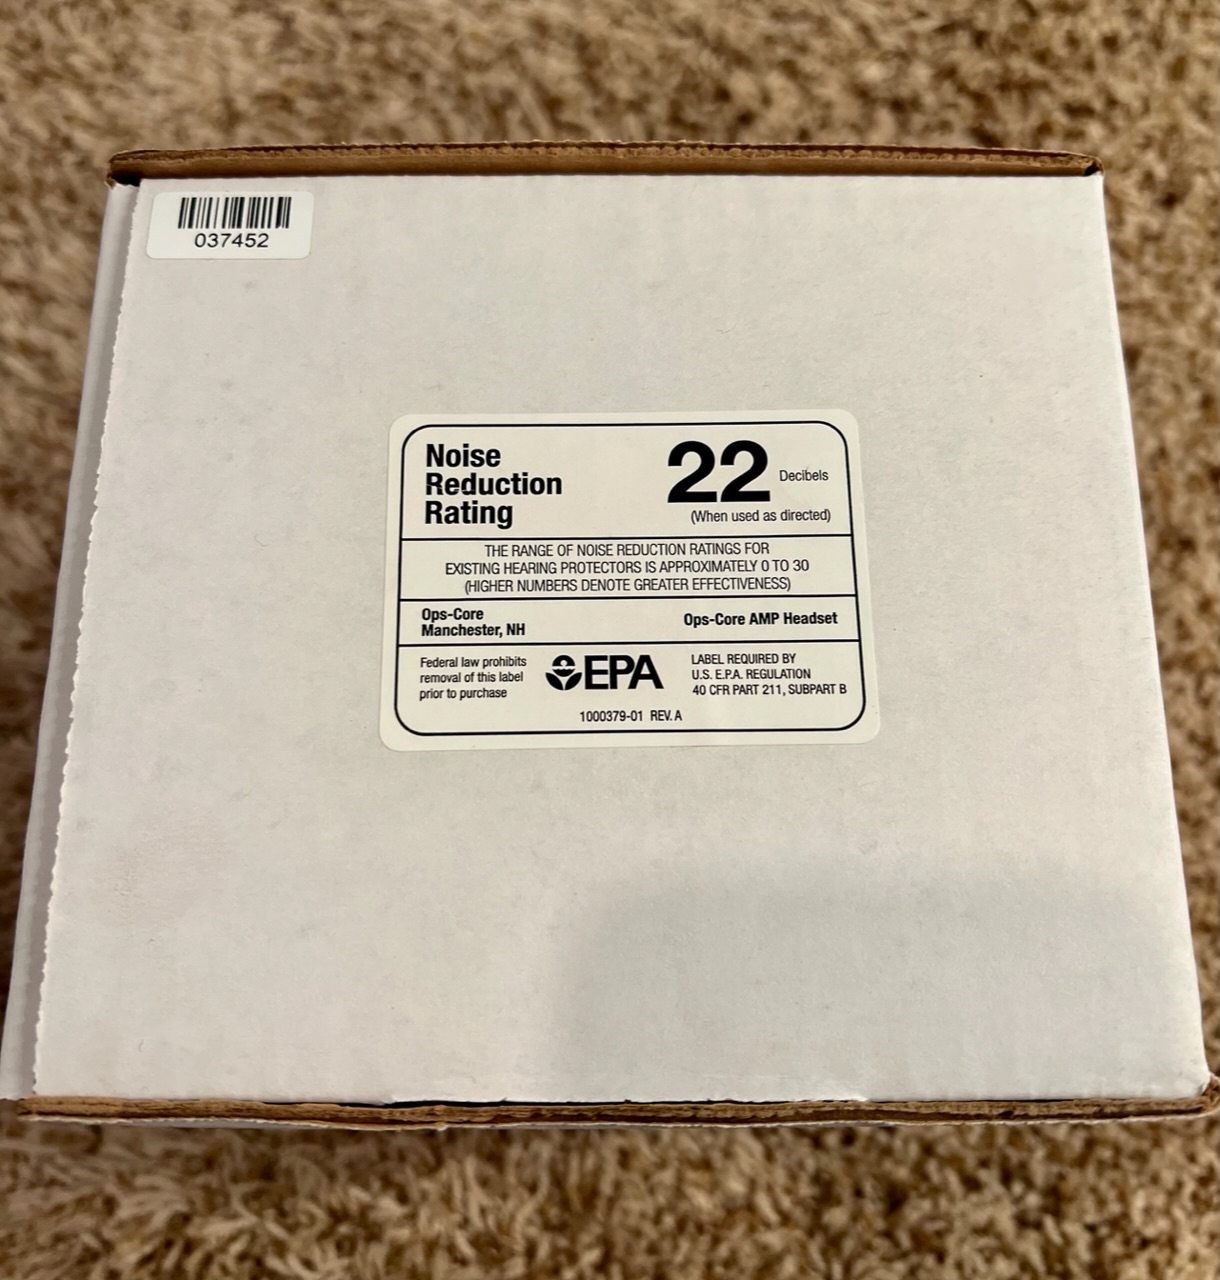 037452
Noise
Reduction
Rating
22 Decibels
(When used as directed)
THE RANGE OF NOISE REDUCTION RATINGS FOR
EXISTING HEARING PROTECTORS IS APPROXIMATELY 0 TO 30
(HIGHER NUMBERS DENOTE GREATER EFFECTIVENESS)
Ops-Core
Manchester, NH
Ops-Core AMP Headset
Federal law prohibits
removal of this label
prior to purchase
EPA
LABEL REQUIRED BY
U.S. E.P.A. REGULATION
40 CFR PART 211, SUBPART B
1000379-01 REV. A